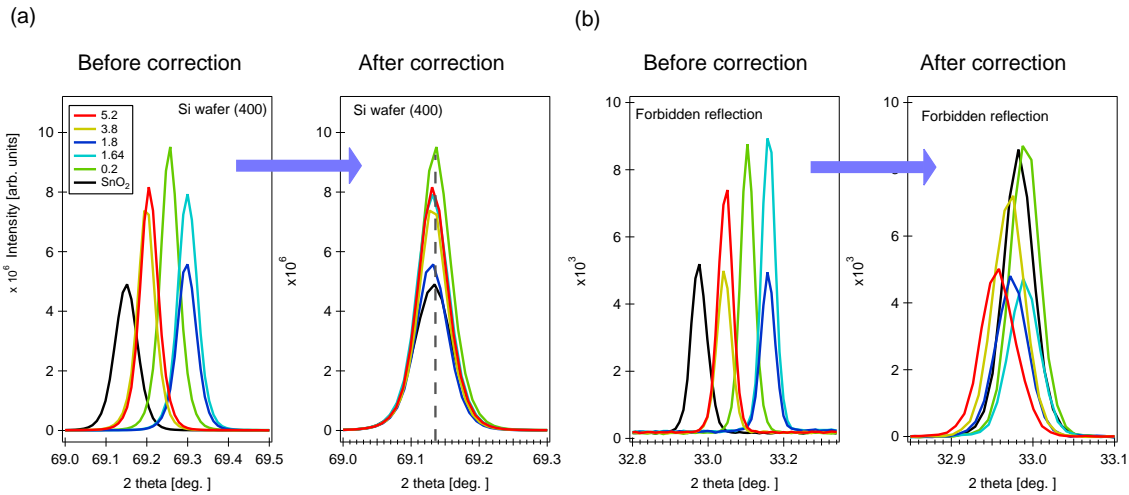 (a)
(b)
Before correction
After correction
Before correction
After correction
Si wafer (400)
5.2
3.8
1.8
1.64
0.2
SnO2
Si wafer (400)
Forbidden reflection
Forbidden reflection
x 10^6 Intensity [arb. units]
10
8
6
4
2
0
69.0 69.1 69.2 69.3 69.4 69.5
2 theta [deg. ]
x10^6
10
8
6
4
2
0
69.0 69.1 69.2 69.3
2 theta [deg. ]
x10^3
10
8
6
4
2
0
32.8 33.0 33.2
2 theta [deg. ]
x10^3
10
8
6
4
2
0
32.9 33.0 33.1
2 theta [deg. ]